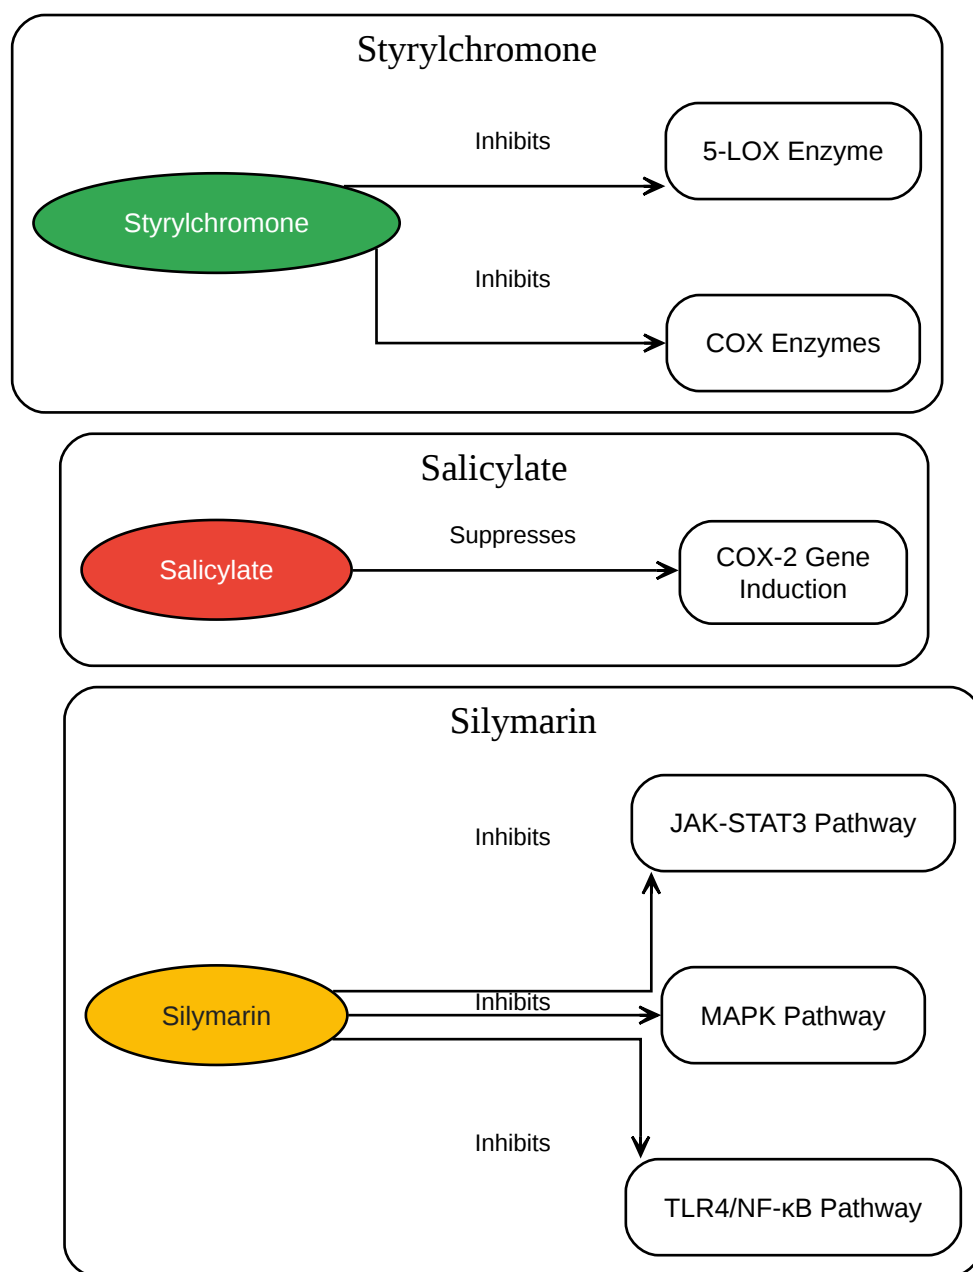 Styrylchromone
Inhibits
5-LOX Enzyme
Styrylchromone
Inhibits
COX Enzymes
Salicylate
Suppresses
Salicylate
COX-2 Gene
Induction
Silymarin
Inhibits
JAK-STAT3 Pathway
Silymarin
Inhibits
MAPK Pathway
Inhibits
TLR4/NF-κB Pathway